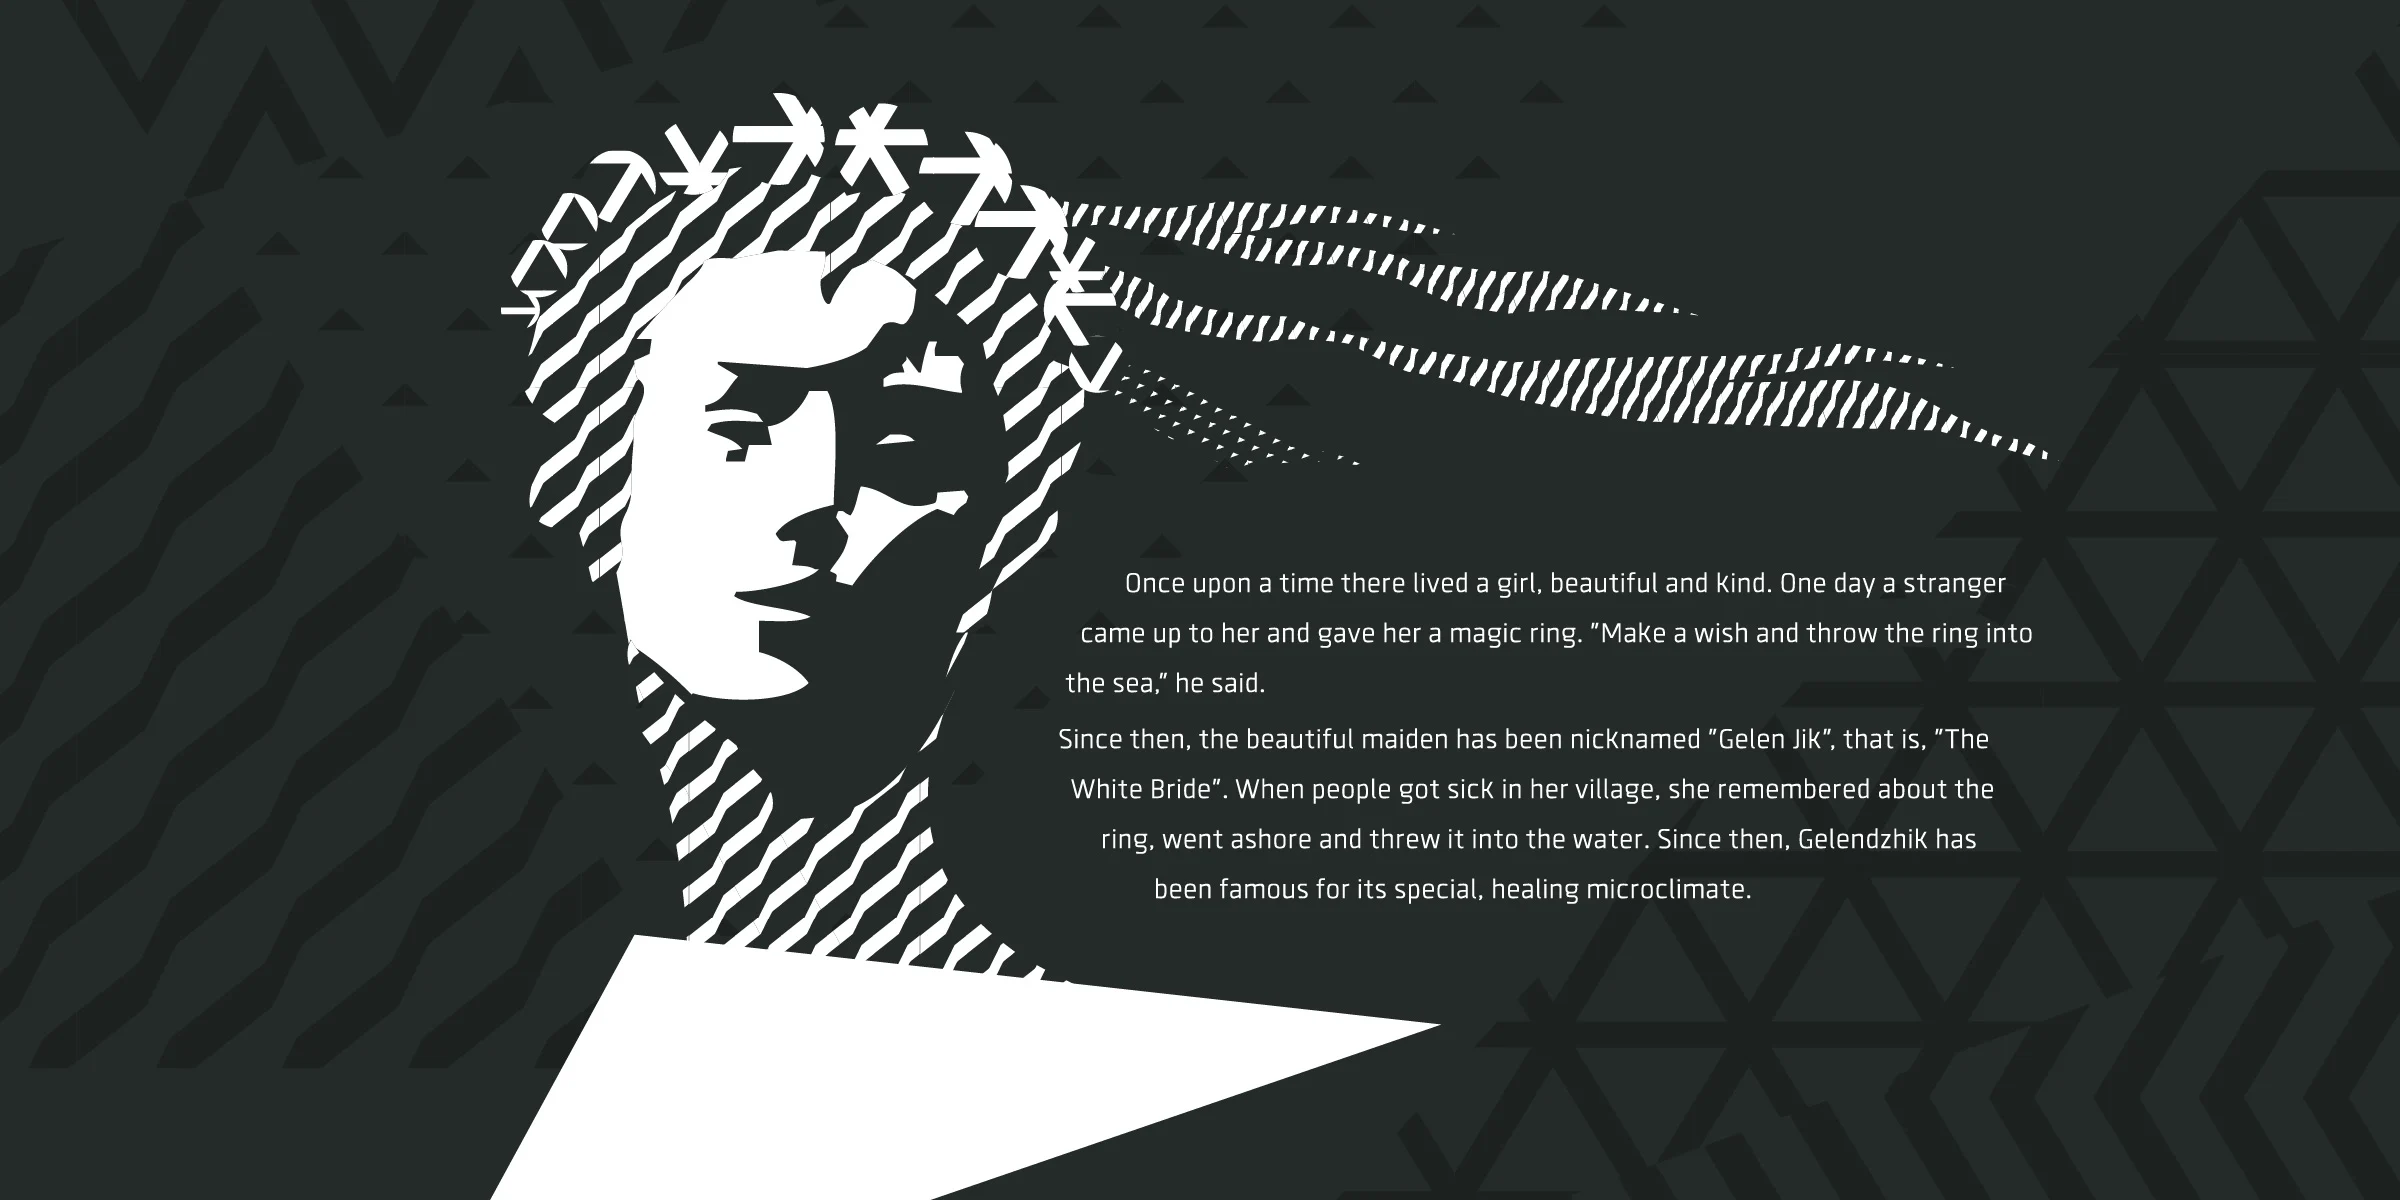 Once upon a time there lived a girl, beautiful and kind. One day a stranger
came up to her and gave her a magic ring. "Make a wish and throw the ring into
the sea," he said.
Since then, the beautiful maiden has been nicknamed "Gelen Jik", that is, "The
White Bride". When people got sick in her village, she remembered about the
ring, went ashore and threw it into the water. Since then, Gelendzhik has
been famous for its special, healing microclimate.